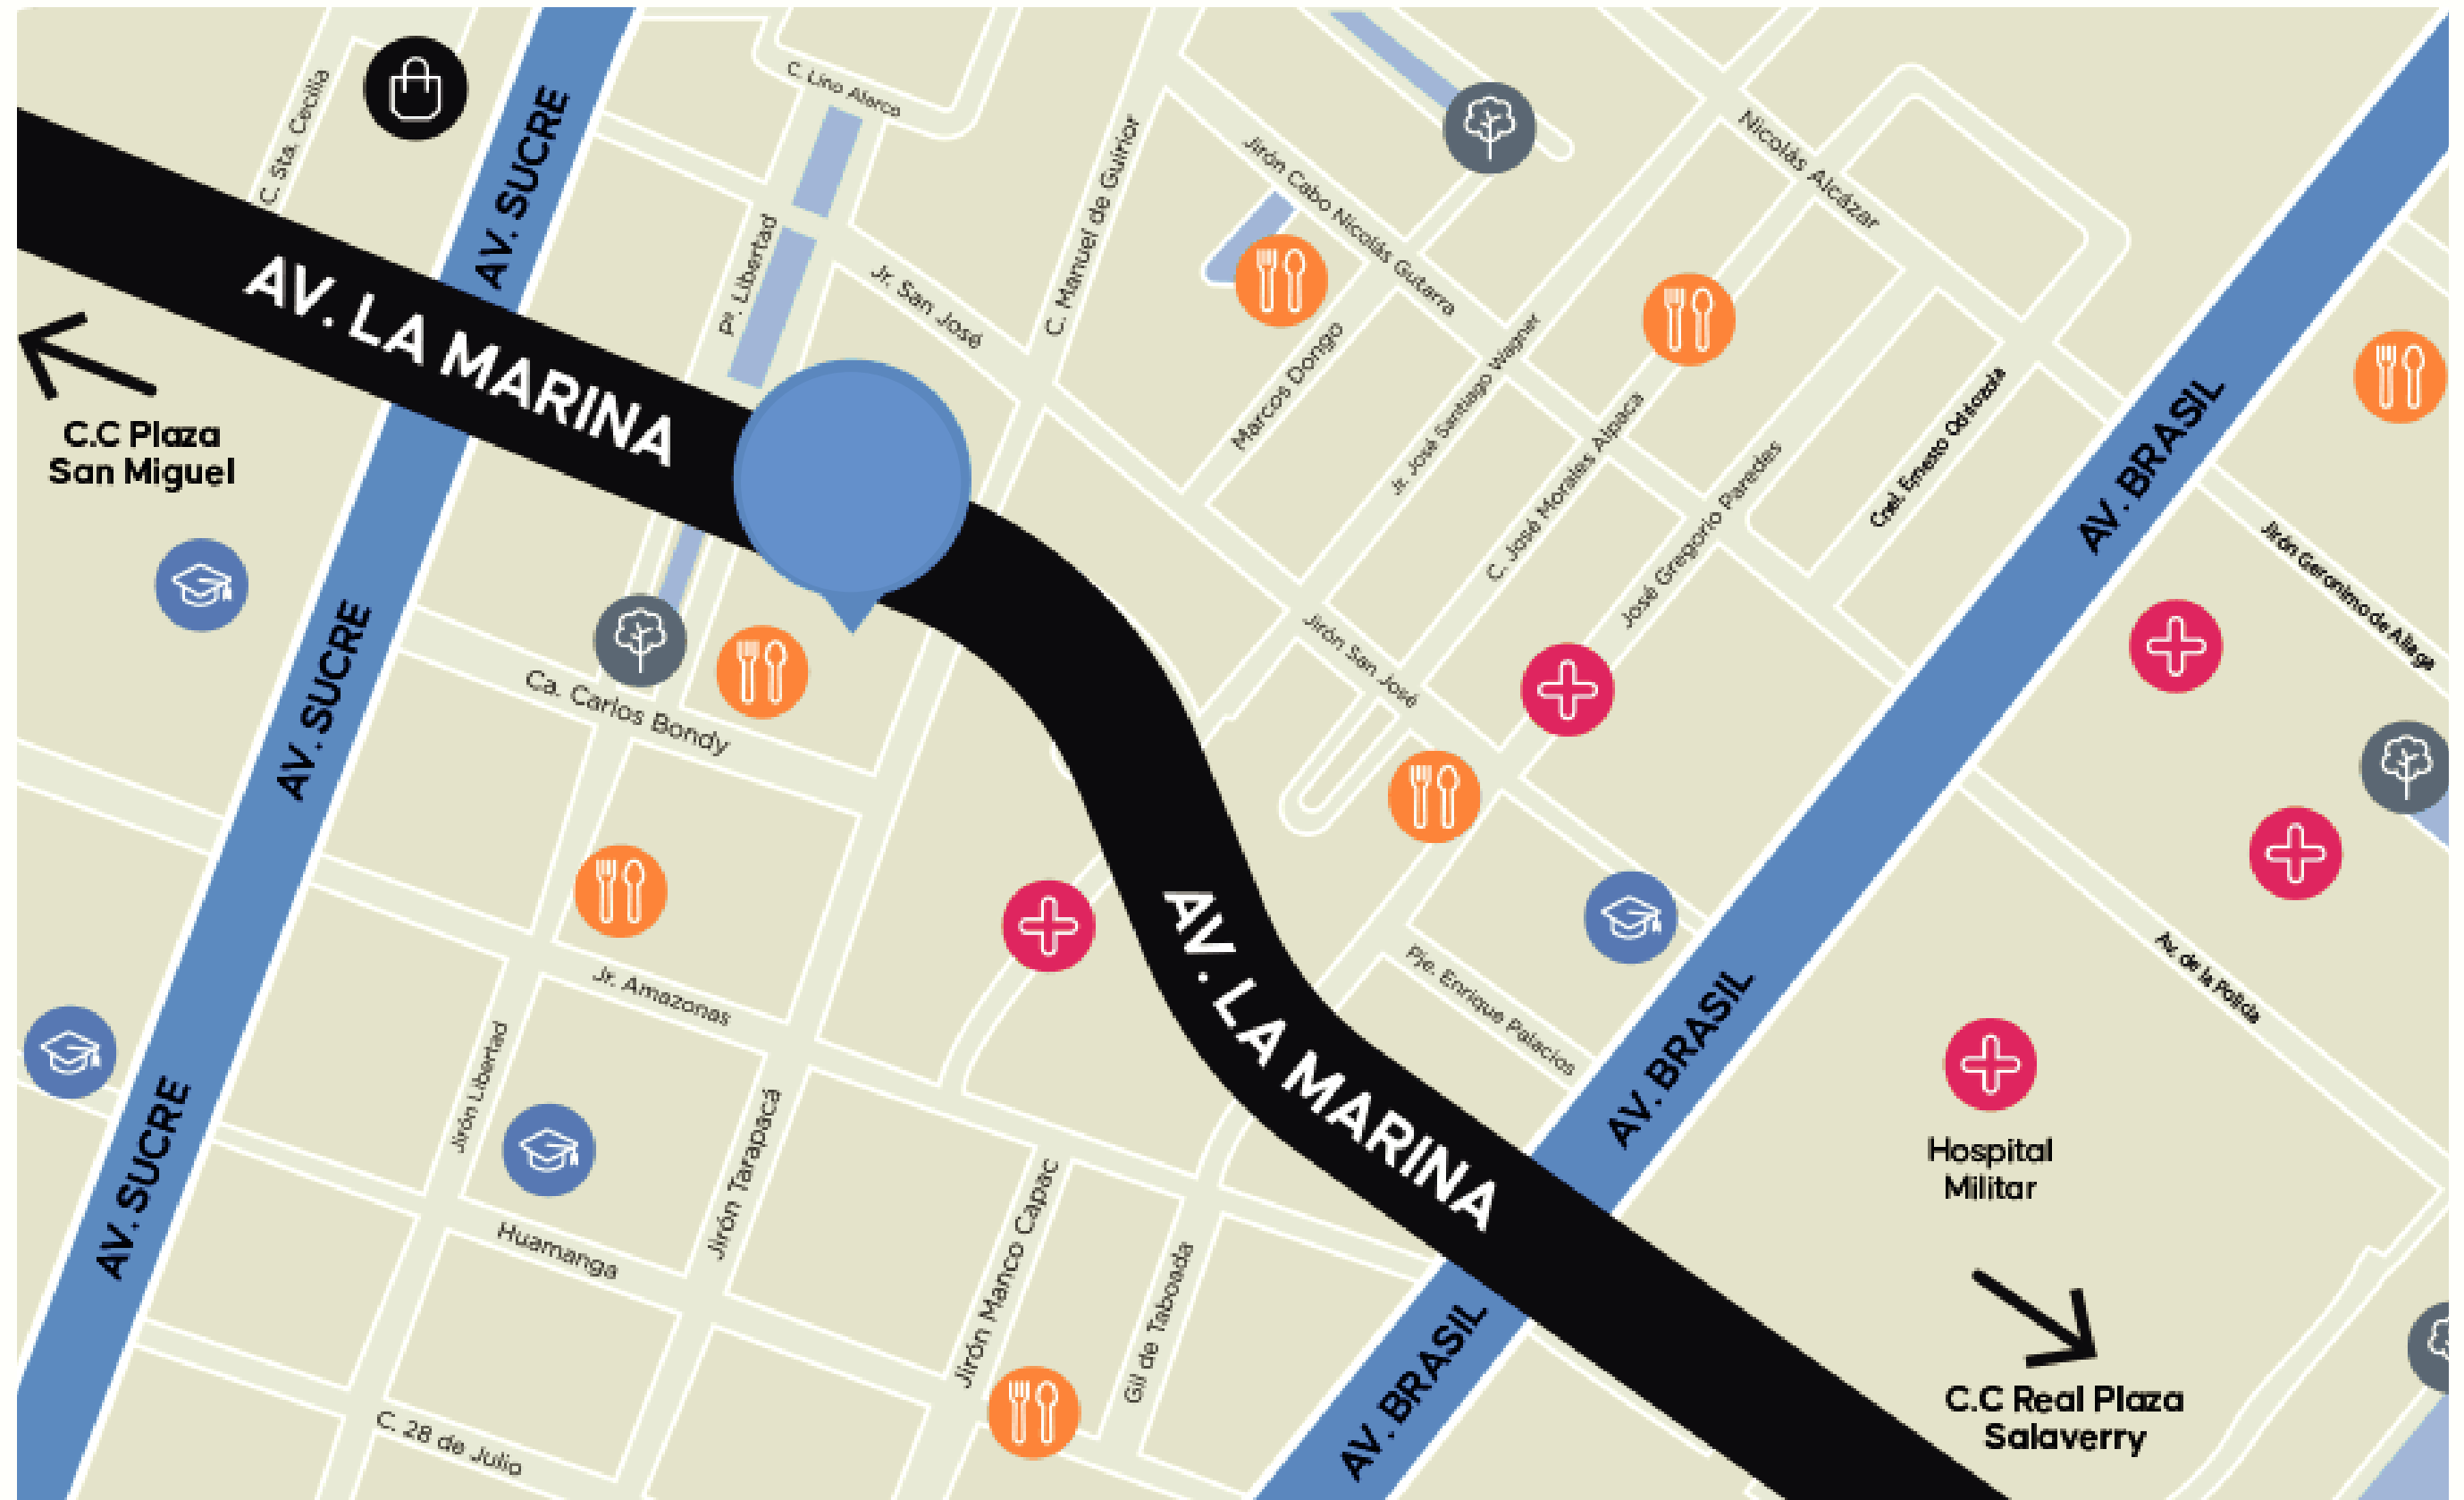 C. Sta. Cecilia
AV. SUCRE
C. Lino Alarco
Pº. Libertad
Jr. San José
C. Manuel de Guirior
Jirón Cabo Nicolás Gutarra
Nicolás Alcázar
AV. LA MARINA
C.C Plaza
San Miguel
Marcos Dongo
Jr. José Santiago Wagner
C. José Morales Alpaca
José Gregorio Paredes
AV. BRASIL
Jirón Geronimo de Aliaga
AV. SUCRE
Ca. Carlos Bondy
Jirón San José
AV. LA MARINA
Pje. Enrique Palacios
AV. BRASIL
Av. de la Policía
Jr. Amazonas
Jirón Libertad
Jirón Tarapacá
AV. SUCRE
Huamanga
Jirón Manco Capac
Gil de Taboada
Hospital
Militar
AV. BRASIL
C.C Real Plaza
Salaverry
C. 28 de Julio